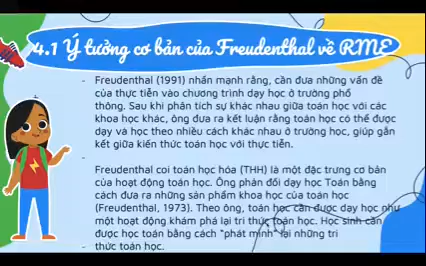 4.1 Ý tưởng cơ bản của Freudenthal về RME
- Freudenthal (1991) nhấn mạnh rằng, cần đưa những vấn đề
của thực tiễn vào chương trình dạy học ở trường phổ
thông. Sau khi phân tích sự khác nhau giữa toán học với các
khoa học khác, ông đưa ra kết luận rằng toán học có thể được
dạy và học theo nhiều cách khác nhau ở trường học, giúp gắn
kết giữa kiến thức toán học với thực tiễn.
-
Freudenthal coi toán học hóa (THH) là một đặc trưng cơ bản
của hoạt động toán học. Ông phản đối dạy học Toán bằng
cách đưa ra những sản phẩm khoa học của toán học
- (Freudenthal, 1973). Theo ông, toán học cần được dạy học như
một hoạt động khám phá lại tri thức toán học. Học sinh cần
được học toán bằng cách "phát minh" lại những tri
- thức toán học.